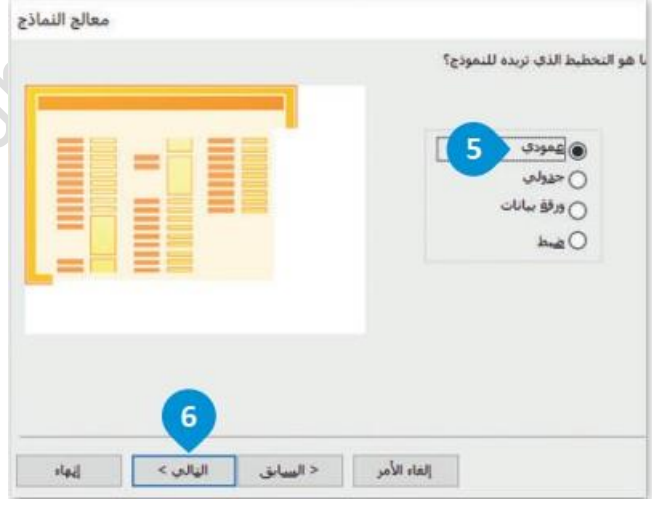 معالج النماذج
ما هو التخطيط الذي تريده للنموذج؟
5
عمودي
جدولي
ورقة بيانات
ضبط
6
إلغاء الأمر
< السابق
التالي >
إنهاء